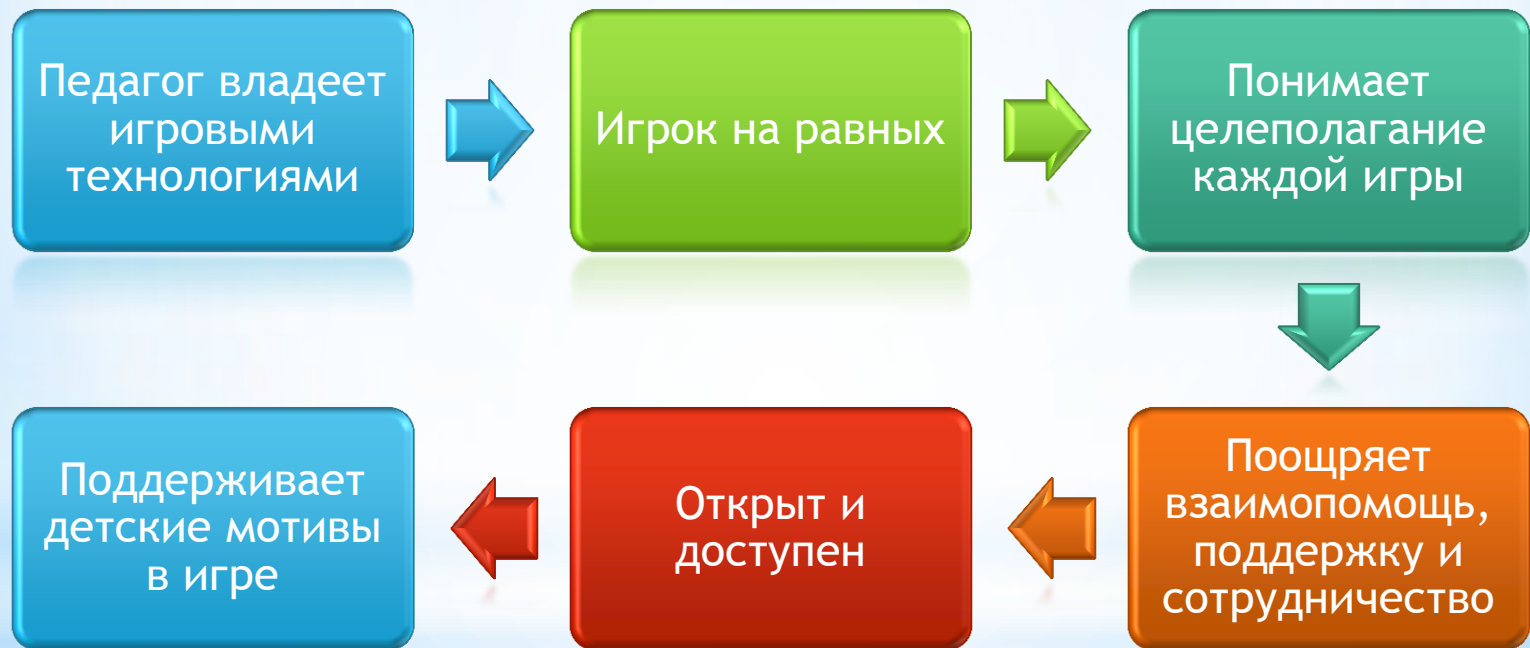 Педагог владеет
игровыми
технологиями
Игрок на равных
Понимает
целеполагание
каждой игры
Поощряет
взаимопомощь,
поддержку и
сотрудничество
Открыт и
доступен
Поддерживает
детские мотивы
в игре